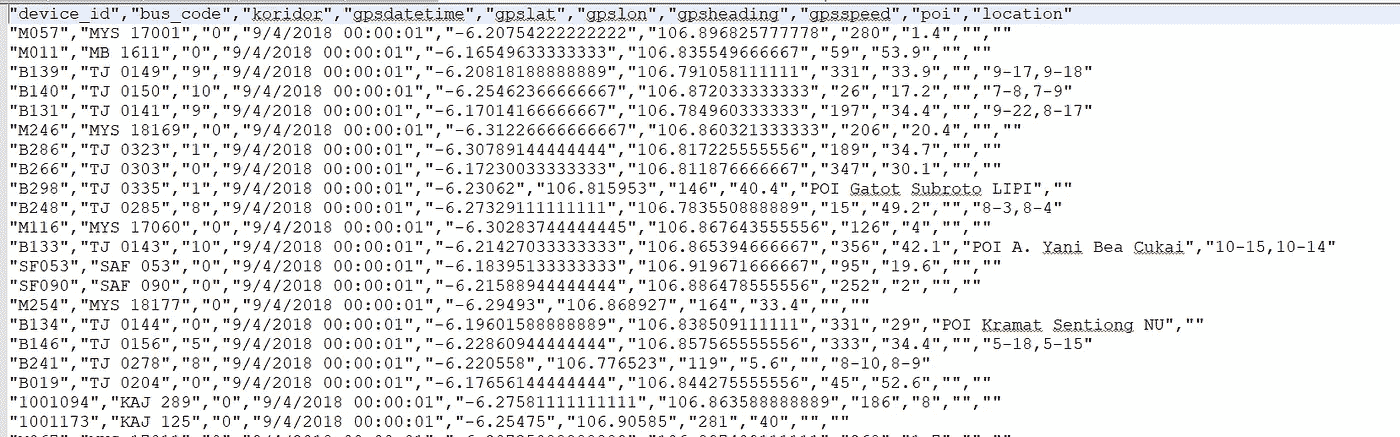 "device_id","bus_code","koridor","gpsdatetime","gpslat","gpslon","gpsheading","gpsspeed","poi","location"
"M057","MYS 17001","0","9/4/2018 00:00:01","-6.20754222222222","106.896825777778","280","1.4","",""
"M011","MB 1611","0","9/4/2018 00:00:01","-6.16549633333333","106.835549666667","59","53.9","",""
"B139","TJ 0149","9","9/4/2018 00:00:01","-6.20818188888889","106.791058111111","331","33.9","","9-17,9-18"
"B140","TJ 0150","10","9/4/2018 00:00:01","-6.25462366666667","106.872033333333","26","17.2","","7-8,7-9"
"B131","TJ 0141","9","9/4/2018 00:00:01","-6.17014166666667","106.784960333333","197","34.4","","9-22,8-17"
"M246","MYS 18169","0","9/4/2018 00:00:01","-6.31226666666667","106.860321333333","206","20.4","",""
"B286","TJ 0323","1","9/4/2018 00:00:01","-6.30789144444444","106.817225555556","189","34.7","",""
"B266","TJ 0303","0","9/4/2018 00:00:01","-6.17230033333333","106.811876666667","347","30.1","",""
"B298","TJ 0335","1","9/4/2018 00:00:01","-6.23062","106.815953","146","40.4","POI Gatot Subroto LIPI",""
"B248","TJ 0285","8","9/4/2018 00:00:01","-6.27329111111111","106.783550888889","15","49.2","","8-3,8-4"
"M116","MYS 17060","0","9/4/2018 00:00:01","-6.30283744444445","106.867643555556","126","4","",""
"B133","TJ 0143","10","9/4/2018 00:00:01","-6.21427033333333","106.865394666667","356","42.1","POI A. Yani Bea Cukai","10-15,10-14"
"SF053","SAF 053","0","9/4/2018 00:00:01","-6.18395133333333","106.919671666667","95","19.6","",""
"SF090","SAF 090","0","9/4/2018 00:00:01","-6.21588944444444","106.886478555556","252","2","",""
"M254","MYS 18177","0","9/4/2018 00:00:01","-6.29493","106.868927","164","33.4","",""
"B134","TJ 0144","0","9/4/2018 00:00:01","-6.19601588888889","106.838509111111","331","29","POI Kramat Sentiong NU",""
"B146","TJ 0156","5","9/4/2018 00:00:01","-6.22860944444444","106.857565555556","333","34.4","","5-18,5-15"
"B241","TJ 0278","8","9/4/2018 00:00:01","-6.220558","106.776523","119","5.6","","8-10,8-9"
"B019","TJ 0204","0","9/4/2018 00:00:01","-6.17656144444444","106.844275555556","45","52.6","",""
"1001094","KAJ 289","0","9/4/2018 00:00:01","-6.27581111111111","106.863588888889","186","8","",""
"1001173","KAJ 125","0","9/4/2018 00:00:01","-6.25475","106.90585","281","40","",""